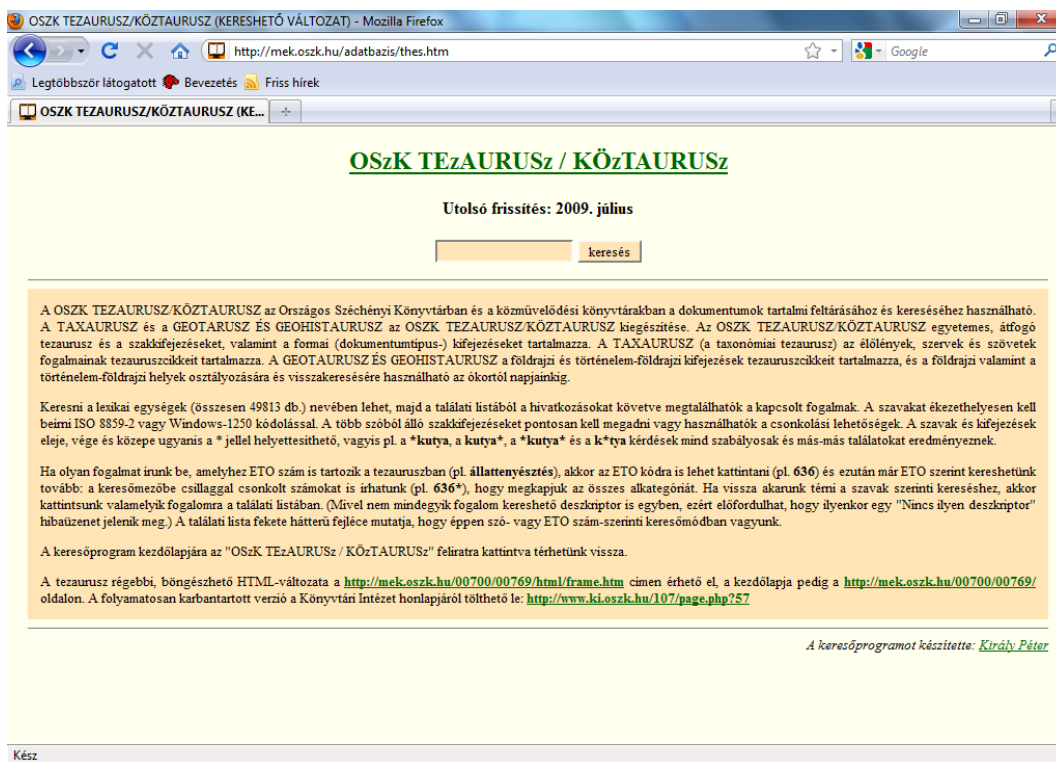 OSZK TEZAURUSZ/KÖZTAURUSZ (KERESHETŐ VÁLTOZAT) - Mozilla Firefox
http://mek.oszk.hu/adatbazis/thes.htm
Google
Legtöbbször látogatott Bevezetés Friss hírek
OSZK TEZAURUSZ/KÖZTAURUSZ (KE...
OSzK TEzAURUSz / KÖzTAURUSz
Utolsó frissítés: 2009. július
keresés
A OSZK TEZAURUSZ/KÖZTAURUSZ az Országos Széchényi Könyvtárban és a közművelődési könyvtárakban a dokumentumok tartalmi feltárásához és kereséséhez használható.
A TAXAURUSZ és a GEOTARUSZ ÉS GEOHISTAURUSZ az OSZK TEZAURUSZ/KÖZTAURUSZ kiegészítése. Az OSZK TEZAURUSZ/KÖZTAURUSZ egyetemes, átfogó
tezaurusz és a szakkifejezéseket, valamint a formai (dokumentumtípus-) kifejezéseket tartalmazza. A TAXAURUSZ (a taxonómiai tezaurusz) az élőlények, szervek és szövetek
fogalmainak tezauruszcikkeit tartalmazza. A GEOTAURUSZ ÉS GEOHISTAURUSZ a földrajzi és történelem-földrajzi kifejezések tezauruszcikkeit tartalmazza, és a földrajzi valamint a
történelem-földrajzi helyek osztályozására és visszakeresésére használható az ókortól napjainkig.
Keresni a lexikai egységek (összesen 49813 db.) nevében lehet, majd a találati listából a hivatkozásokat követve megtalálhatók a kapcsolt fogalmak. A szavakat ékezethelyesen kell
beírni ISO 8859-2 vagy Windows-1250 kódolással. A több szóból álló szakkifejezéseket pontosan kell megadni vagy használhatók a csonkolási lehetőségek. A szavak és kifejezések
eleje, vége és közepe ugyanis a * jellel helyettesíthető, vagyis pl. a *kutya, a kutya*, a *kutya* és a k*tya kérdések mind szabályosak és más-más találatokat eredményeznek.
Ha olyan fogalmat írunk be, amelyhez ETO szám is tartozik a tezauruszban (pl. állattenyésztés), akkor az ETO kódra is lehet kattintani (pl. 636) és ezután már ETO szerint kereshetünk
tovább: a keresőmezőbe csillaggal csonkolt számokat is írhatunk (pl. 636*), hogy megkapjuk az összes alkategóriát. Ha vissza akarunk térni a szavak szerinti kereséshez, akkor
kattintsunk valamelyik fogalomra a találati listában. (Mivel nem mindegyik fogalom kereshető deszkriptor is egyben, ezért előfordulhat, hogy ilyenkor egy "Nincs ilyen deszkriptor"
hibaüzenet jelenik meg.) A találati lista fekete hátterű fejléce mutatja, hogy éppen szó- vagy ETO szám-szerinti keresőmódban vagyunk.
A keresőprogram kezdőlapjára az "OSzK TEzAURUSz / KÖzTAURUSz" feliratra kattintva térhetünk vissza.
A tezaurusz régebbi, böngészhető HTML-változata a http://mek.oszk.hu/00700/00769/html/frame.htm címen érhető el, a kezdőlapja pedig a http://mek.oszk.hu/00700/00769/
oldalon. A folyamatosan karbantartott verzió a Könyvtári Intézet honlapjáról tölthető le: http://www.ki.oszk.hu/107/page.php?57
A keresőprogramot készítette: Király Péter
Kész